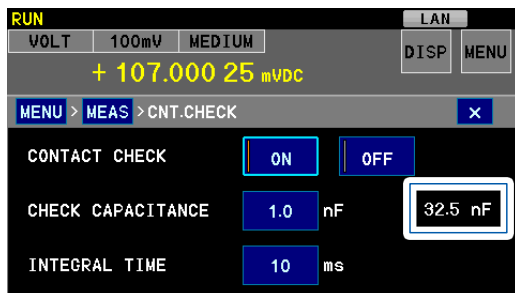 RUN LAN
VOLT 100mV MEDIUM DISP MENU
+ 107.000 25 mVDC
MENU > MEAS > CNT.CHECK ×
CONTACT CHECK ON OFF
CHECK CAPACITANCE 1.0 nF 32.5 nF
INTEGRAL TIME 10 ms